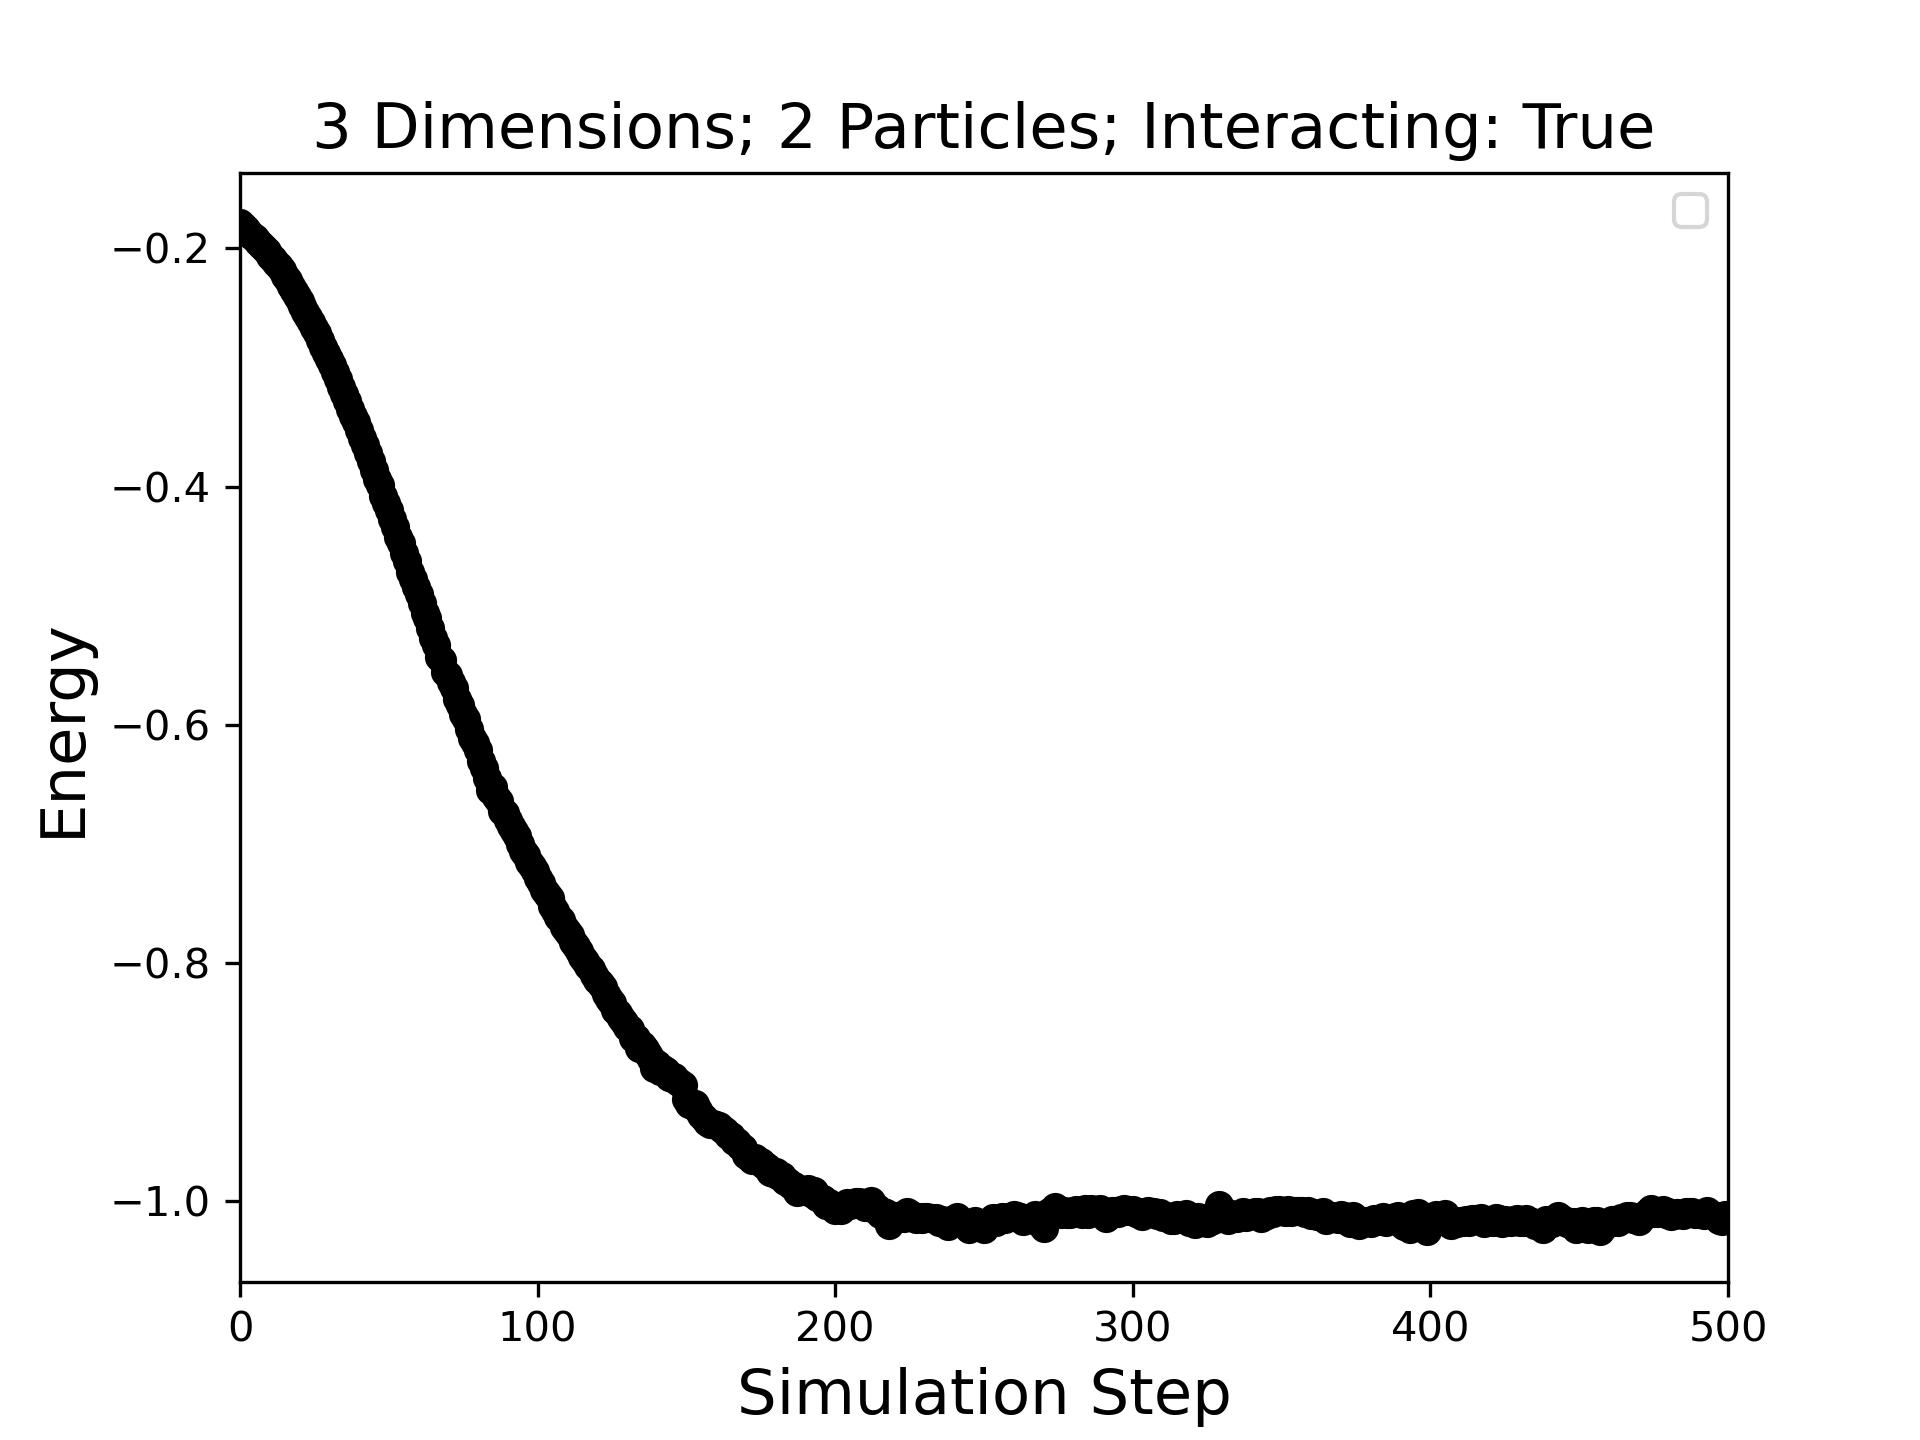 3 Dimensions; 2 Particles; Interacting: True
Energy
−0.2
−0.4
−0.6
−0.8
−1.0
0 100 200 300 400 500
Simulation Step